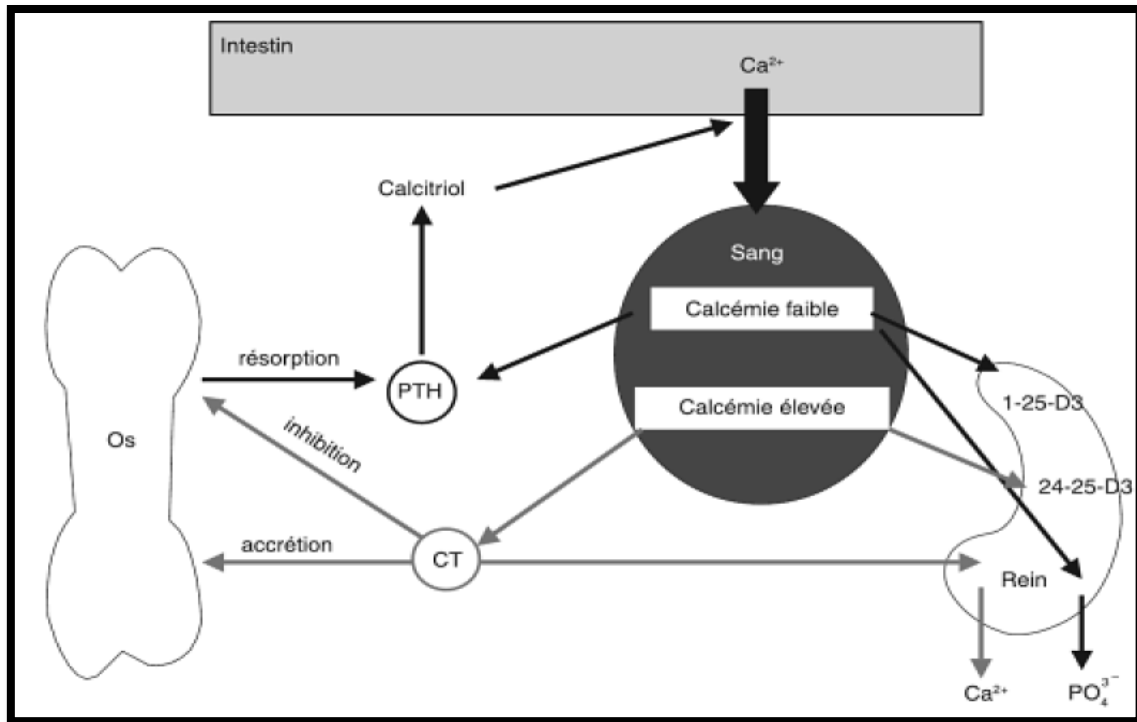 Intestin
Ca²⁺
Calcitriol
Sang
Calcémie faible
résorption
PTH
1-25-D3
Calcémie élevée
Os
inhibition
24-25-D3
accrétion
CT
Rein
Ca²⁺
PO₄³⁻